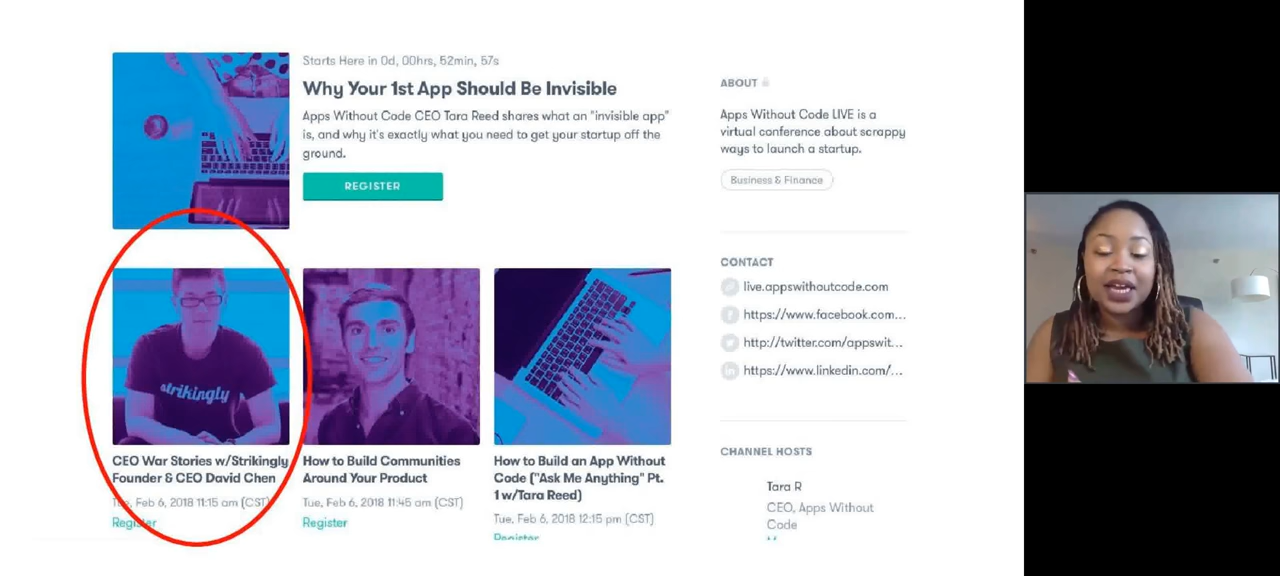 Starts Here in 0d, 00hrs, 52min, 57s
Why Your 1st App Should Be Invisible
Apps Without Code CEO Tara Reed shares what an "invisible app"
is, and why it's exactly what you need to get your startup off the
ground.
REGISTER
strikingly
CEO War Stories w/Strikingly
Founder & CEO David Chen
Tue, Feb 6, 2018 11:15 am (CST)
Register
How to Build Communities
Around Your Product
Tue, Feb 6, 2018 11:45 am (CST)
Register
How to Build an App Without
Code ("Ask Me Anything" Pt.
1 w/Tara Reed)
Tue, Feb 6, 2018 12:15 pm (CST)
Register
ABOUT
Apps Without Code LIVE is a
virtual conference about scrappy
ways to launch a startup.
Business & Finance
CONTACT
live.appswithoutcode.com
https://www.facebook.com...
http://twitter.com/appswit...
https://www.linkedin.com/...
CHANNEL HOSTS
Tara R
CEO, Apps Without
Code